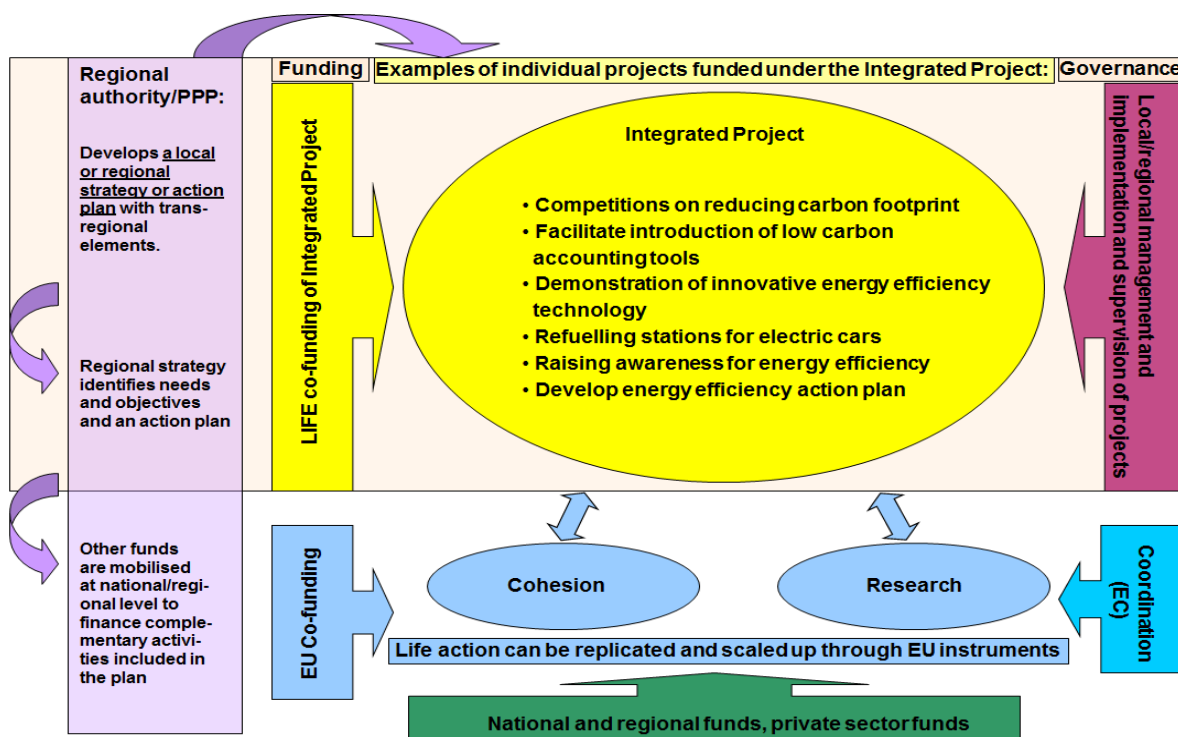 Regional
authority/PPP:
Develops a local
or regional
strategy or action
plan with trans-
regional
elements.
Regional strategy
identifies needs
and objectives
and an action plan
Other funds
are mobilised
at national/regi-
onal level to
finance comple-
mentary activi-
ties included in
the plan
Funding
Examples of individual projects funded under the Integrated Project:
Governance
LIFE co-funding of Integrated Project
Integrated Project
• Competitions on reducing carbon footprint
• Facilitate introduction of low carbon
accounting tools
• Demonstration of innovative energy efficiency
technology
• Refuelling stations for electric cars
• Raising awareness for energy efficiency
• Develop energy efficiency action plan
Local/regional management and
implementation and supervision of projects
EU Co-funding
Cohesion
Research
Coordination
(EC)
Life action can be replicated and scaled up through EU instruments
National and regional funds, private sector funds